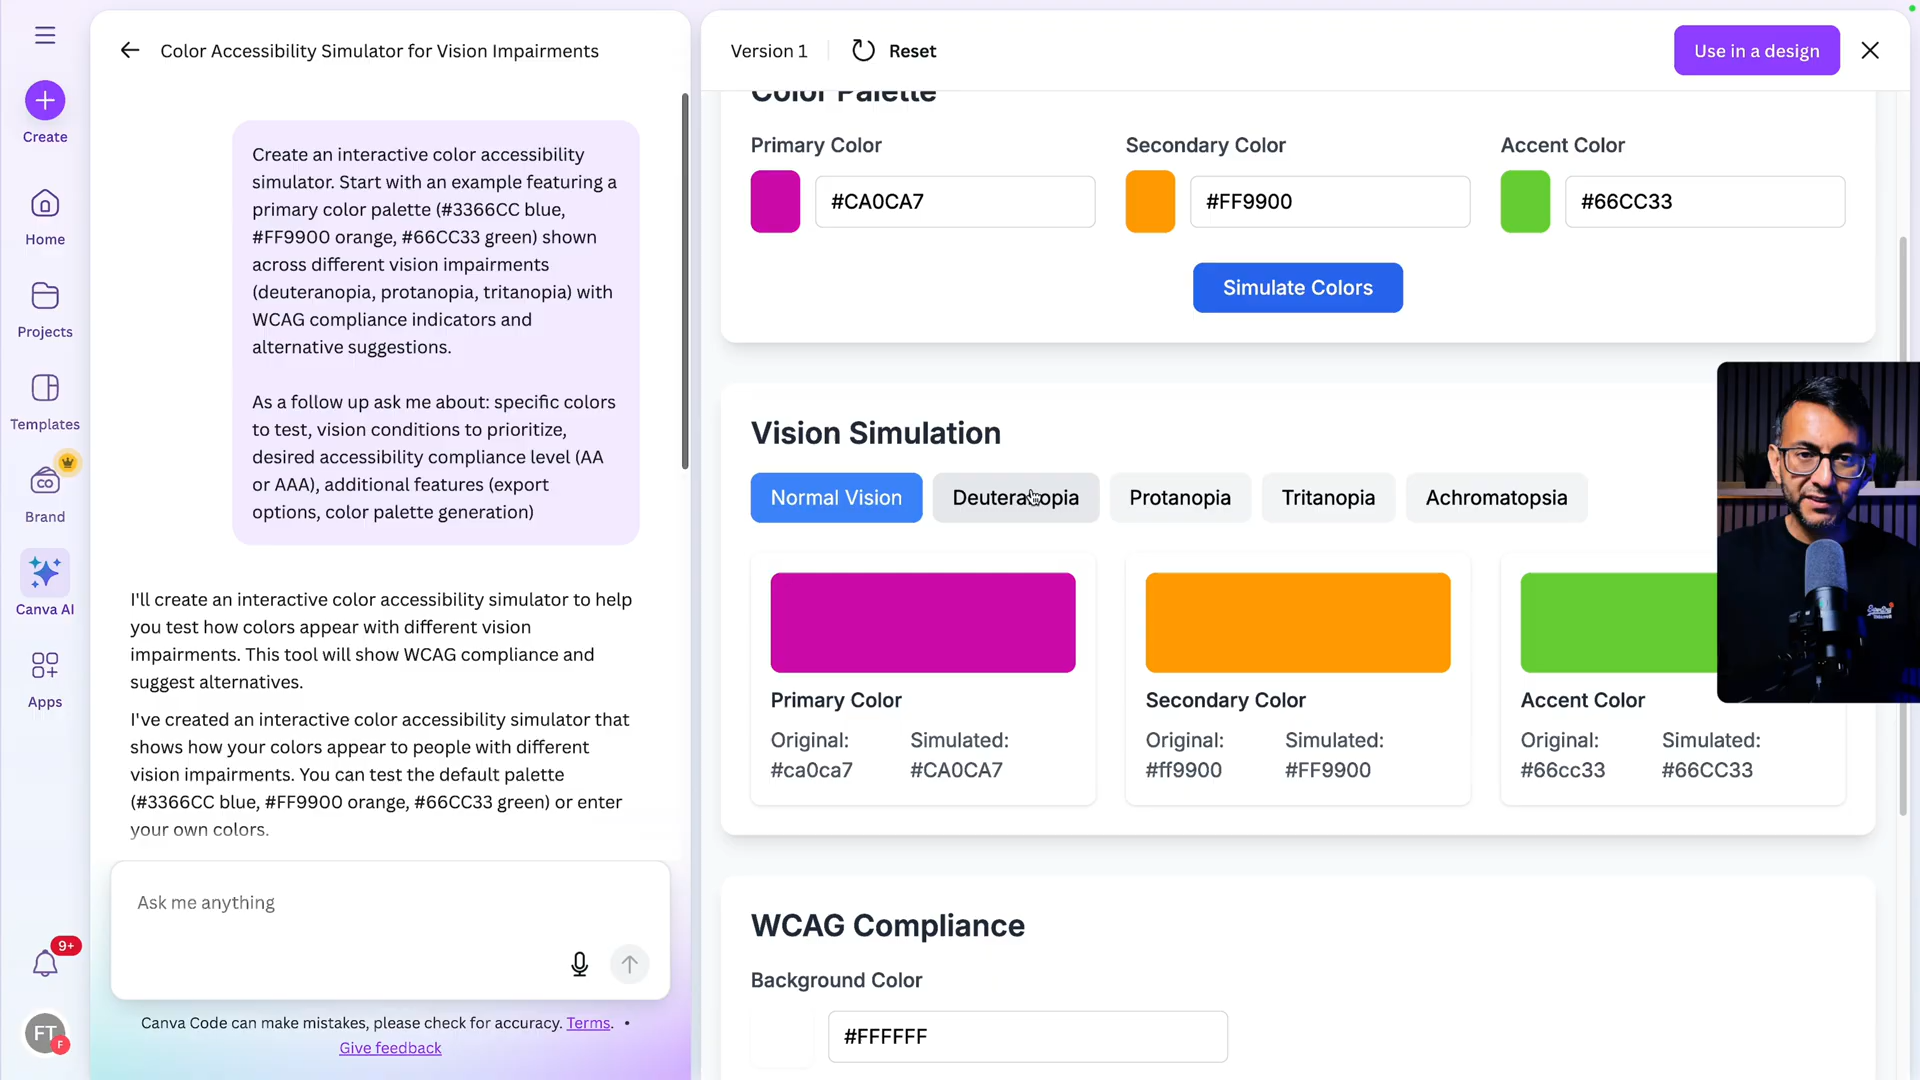 Create
Home
Projects
Templates
CO
Brand
Canva AI
Apps
9+
FT
F
Color Accessibility Simulator for Vision Impairments
Create an interactive color accessibility
simulator. Start with an example featuring a
primary color palette (#3366CC blue,
#FF9900 orange, #66CC33 green) shown
across different vision impairments
(deuteranopia, protanopia, tritanopia) with
WCAG compliance indicators and
alternative suggestions.
As a follow up ask me about: specific colors
to test, vision conditions to prioritize,
desired accessibility compliance level (AA
or AAA), additional features (export
options, color palette generation)
I'll create an interactive color accessibility simulator to help
you test how colors appear with different vision
impairments. This tool will show WCAG compliance and
suggest alternatives.
I've created an interactive color accessibility simulator that
shows how your colors appear to people with different
vision impairments. You can test the default palette
(#3366CC blue, #FF9900 orange, #66CC33 green) or enter
your own colors.
Ask me anything
Canva Code can make mistakes, please check for accuracy. Terms. •
Give feedback
Version 1
Reset
Use in a design
Color Palette
Primary Color
Secondary Color
Accent Color
#CA0CA7
#FF9900
#66CC33
Simulate Colors
Vision Simulation
Normal Vision
Deuteranopia
Protanopia
Tritanopia
Achromatopsia
Primary Color
Original:
Simulated:
#ca0ca7
#CA0CA7
Secondary Color
Original:
Simulated:
#ff9900
#FF9900
Accent Color
Original:
Simulated:
#66cc33
#66CC33
WCAG Compliance
Background Color
#FFFFFF